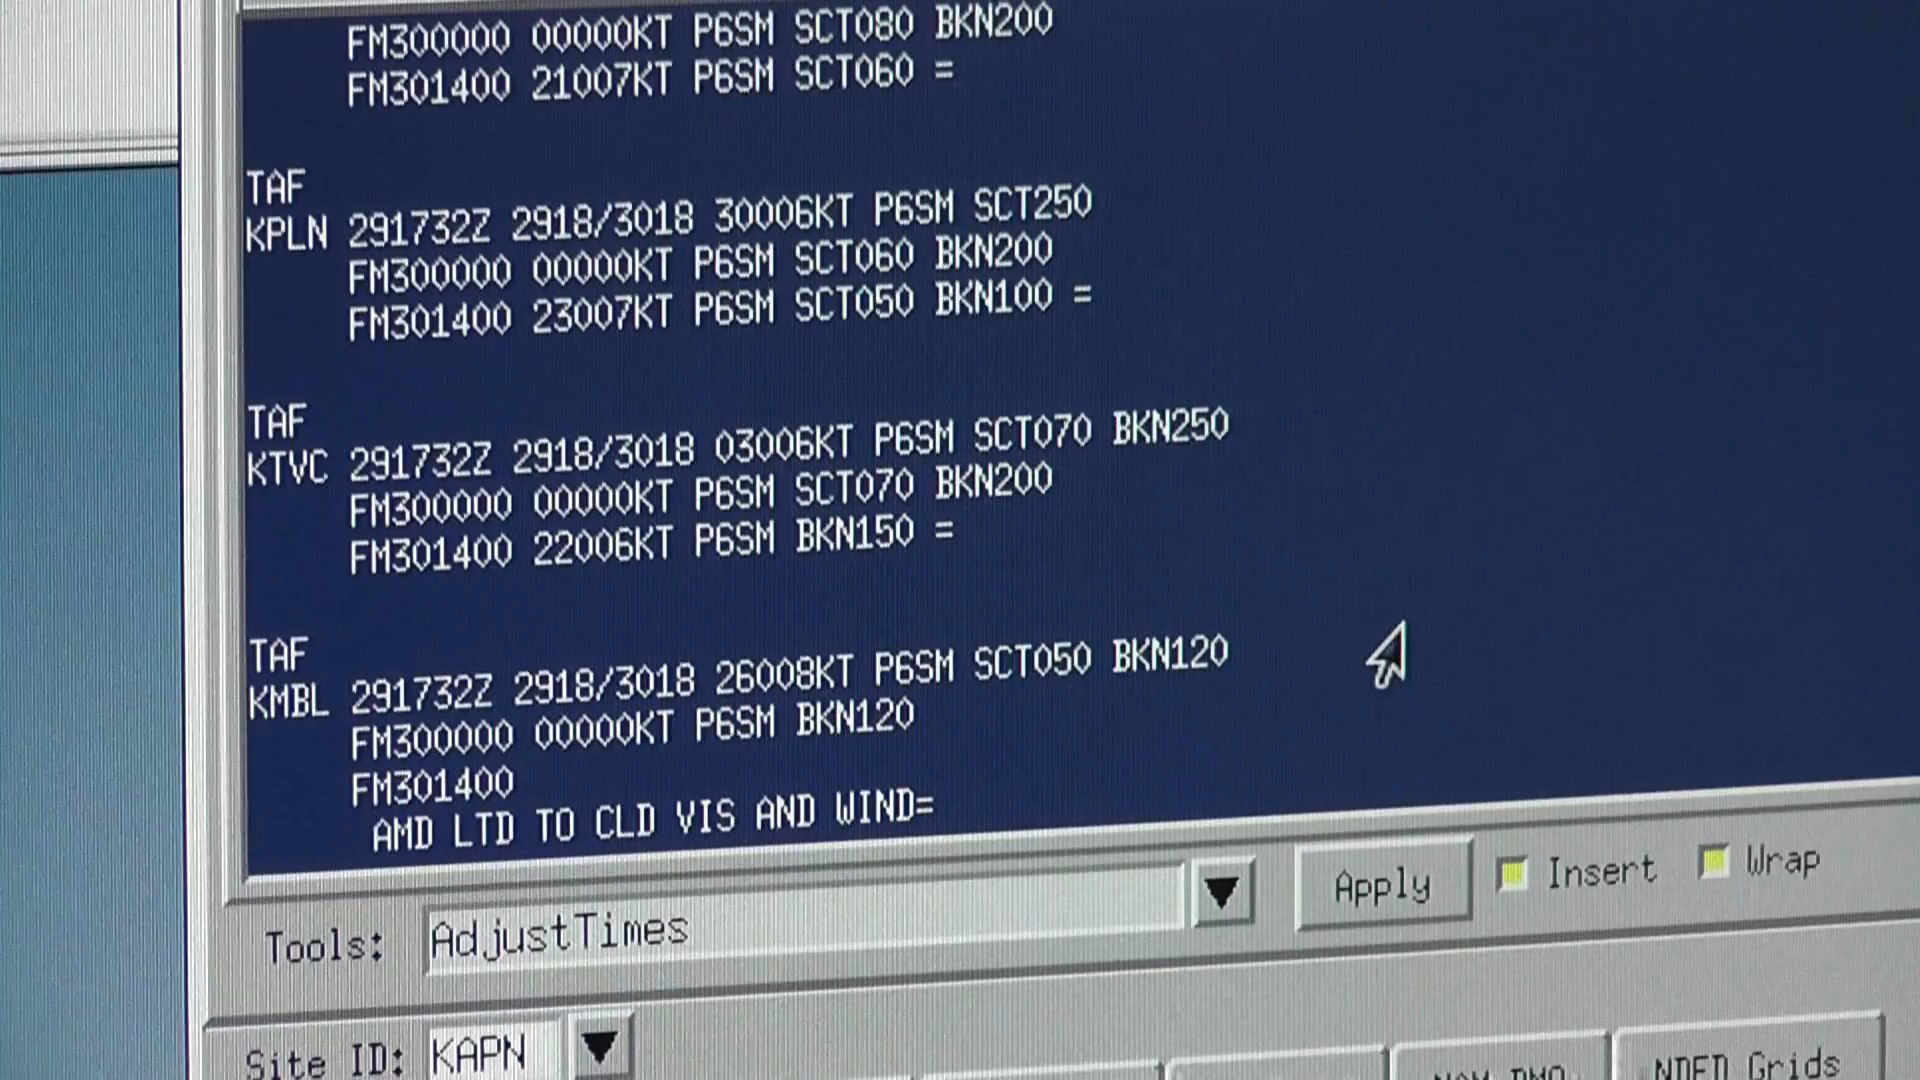 FM300000 00000KT P6SM SCT080 BKN200
FM301400 21007KT P6SM SCT060 =
TAF
KPLN 291732Z 2918/3018 30006KT P6SM SCT250
FM300000 00000KT P6SM SCT060 BKN200
FM301400 23007KT P6SM SCT050 BKN100 =
TAF
KTVC 291732Z 2918/3018 03006KT P6SM SCT070 BKN250
FM300000 00000KT P6SM SCT070 BKN200
FM301400 22006KT P6SM BKN150 =
TAF
KMBL 291732Z 2918/3018 26008KT P6SM SCT050 BKN120
FM300000 00000KT P6SM BKN120
FM301400
AMD LTD TO CLD VIS AND WIND=
Tools: AdjustTimes Apply Insert Wrap
Site ID: KAPN Grids